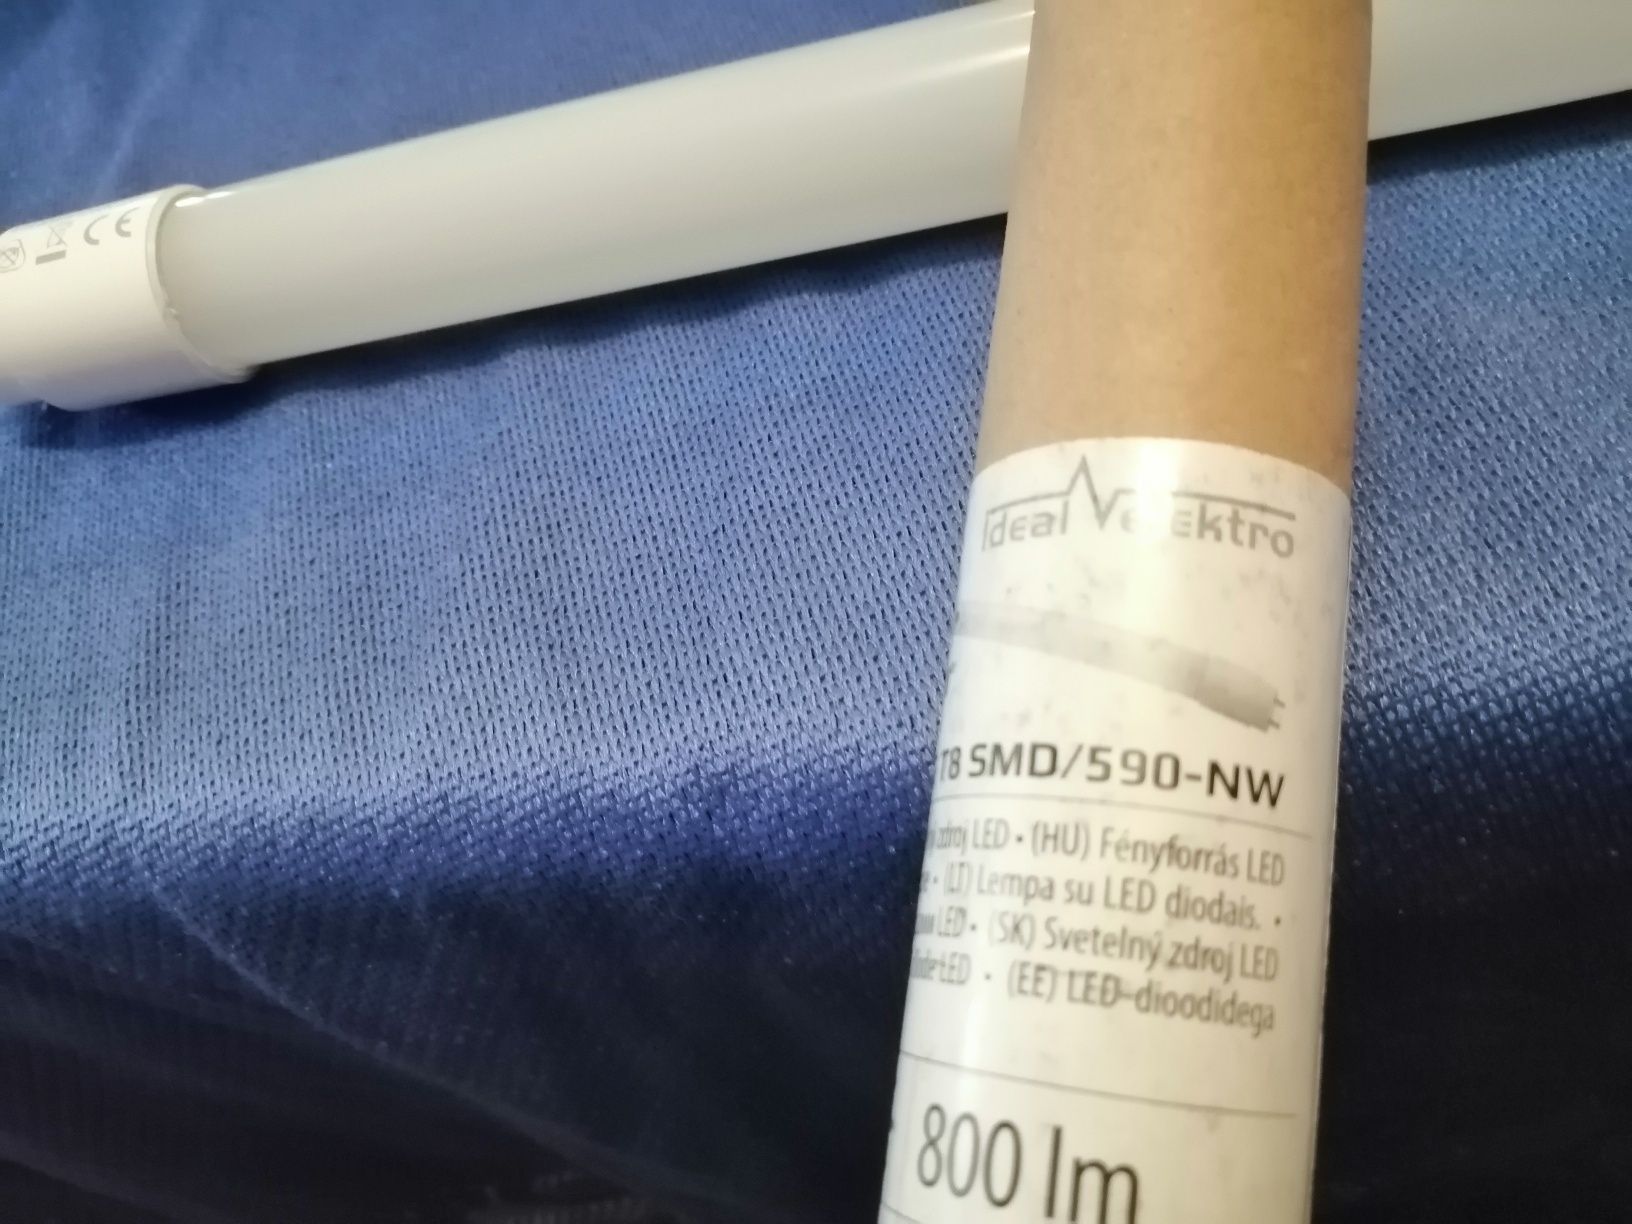 CE
Ideal elektro
T8 SMD/590-NW
zdroj LED • (HU) Fényforrás LED
• (LT) Lempa su LED diodais. •
LED • (SK) Svetelný zdroj LED
LED • (EE) LED-dioodidega
800 lm